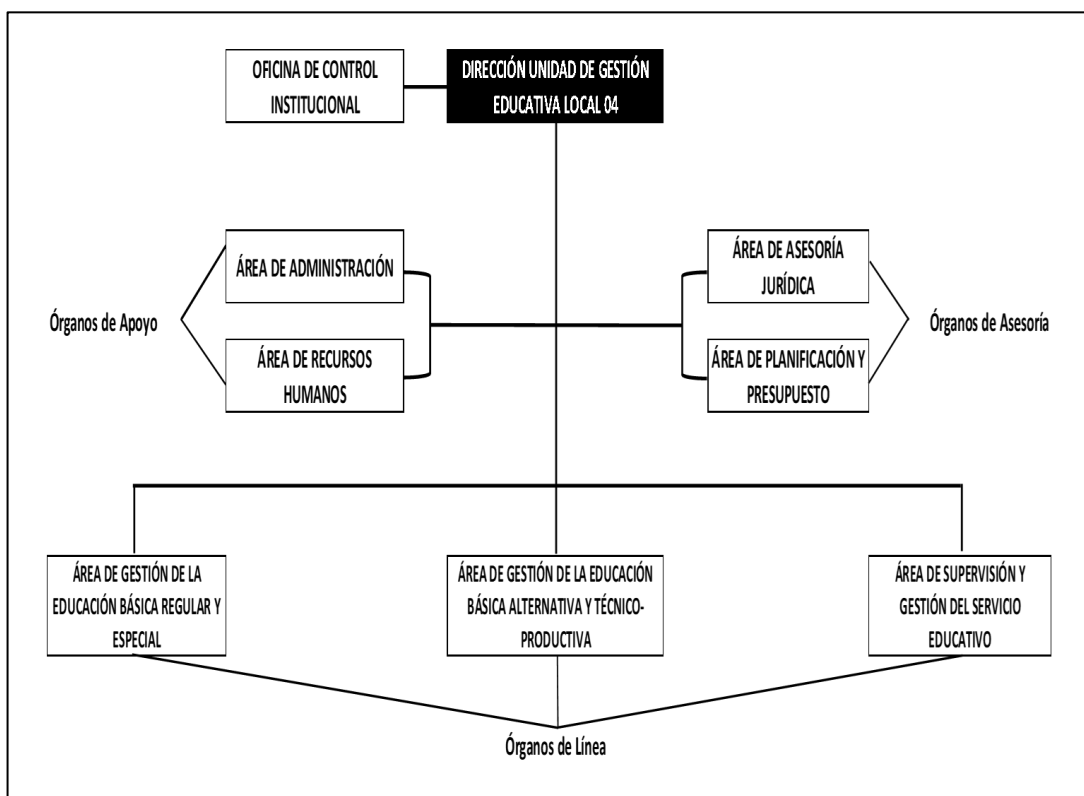 OFICINA DE CONTROL
INSTITUCIONAL
DIRECCIÓN UNIDAD DE GESTIÓN
EDUCATIVA LOCAL 04
ÁREA DE ADMINISTRACIÓN
ÁREA DE ASESORÍA
JURÍDICA
Órganos de Apoyo
Órganos de Asesoría
ÁREA DE RECURSOS
HUMANOS
ÁREA DE PLANIFICACIÓN Y
PRESUPUESTO
ÁREA DE GESTIÓN DE LA
EDUCACIÓN BÁSICA REGULAR Y
ESPECIAL
ÁREA DE GESTIÓN DE LA EDUCACIÓN
BÁSICA ALTERNATIVA Y TÉCNICO-
PRODUCTIVA
ÁREA DE SUPERVISIÓN Y
GESTIÓN DEL SERVICIO
EDUCATIVO
Órganos de Línea